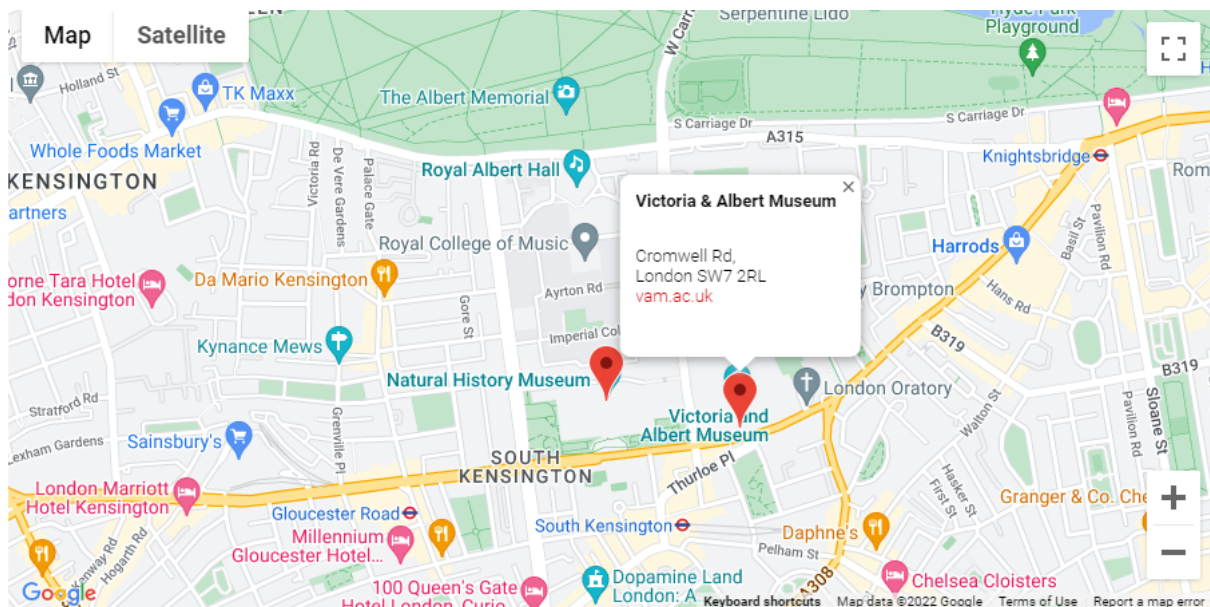 Map
Satellite
EEN
Serpentine Lido
Hyde Park
Playground
W Carria
Holland St
TK Maxx
The Albert Memorial
S Carriage Dr
S Carriage Dr
A315
Whole Foods Market
Victoria Rd
De Vere Gardens
Palace Gate
Royal Albert Hall
Knightsbridge
KENSINGTON
Rom
artners
Victoria & Albert Museum
Cromwell Rd,
London SW7 2RL
vam.ac.uk
Royal College of Music
Harrods
Basil St
Pavilion Rd
orne Tara Hotel
don Kensington
Da Mario Kensington
Ayrton Rd
y Brompton
Hans Rd
Gore St
Imperial Col
B319
Kynance Mews
Natural History Museum
B319
London Oratory
Stratford Rd
Victoria and
Albert Museum
Walton St
Pavilion Rd
Sloane St
Lexham Gardens
Sainsbury's
Grenville Pl
SOUTH
KENSINGTON
Thurloe Pl
Hasker St
First St
London Marriott
Hotel Kensington
Granger & Co. Che
Gloucester Road
South Kensington
Daphne's
Kenway Rd
Hogarth Rd
Millennium
Gloucester Hotel...
Pelham St
A308
Dopamine Land
London: A
Chelsea Cloisters
100 Queen's Gate
Hotel London, Curio
Google
Keyboard shortcuts
Map data ©2022 Google
Terms of Use
Report a map error